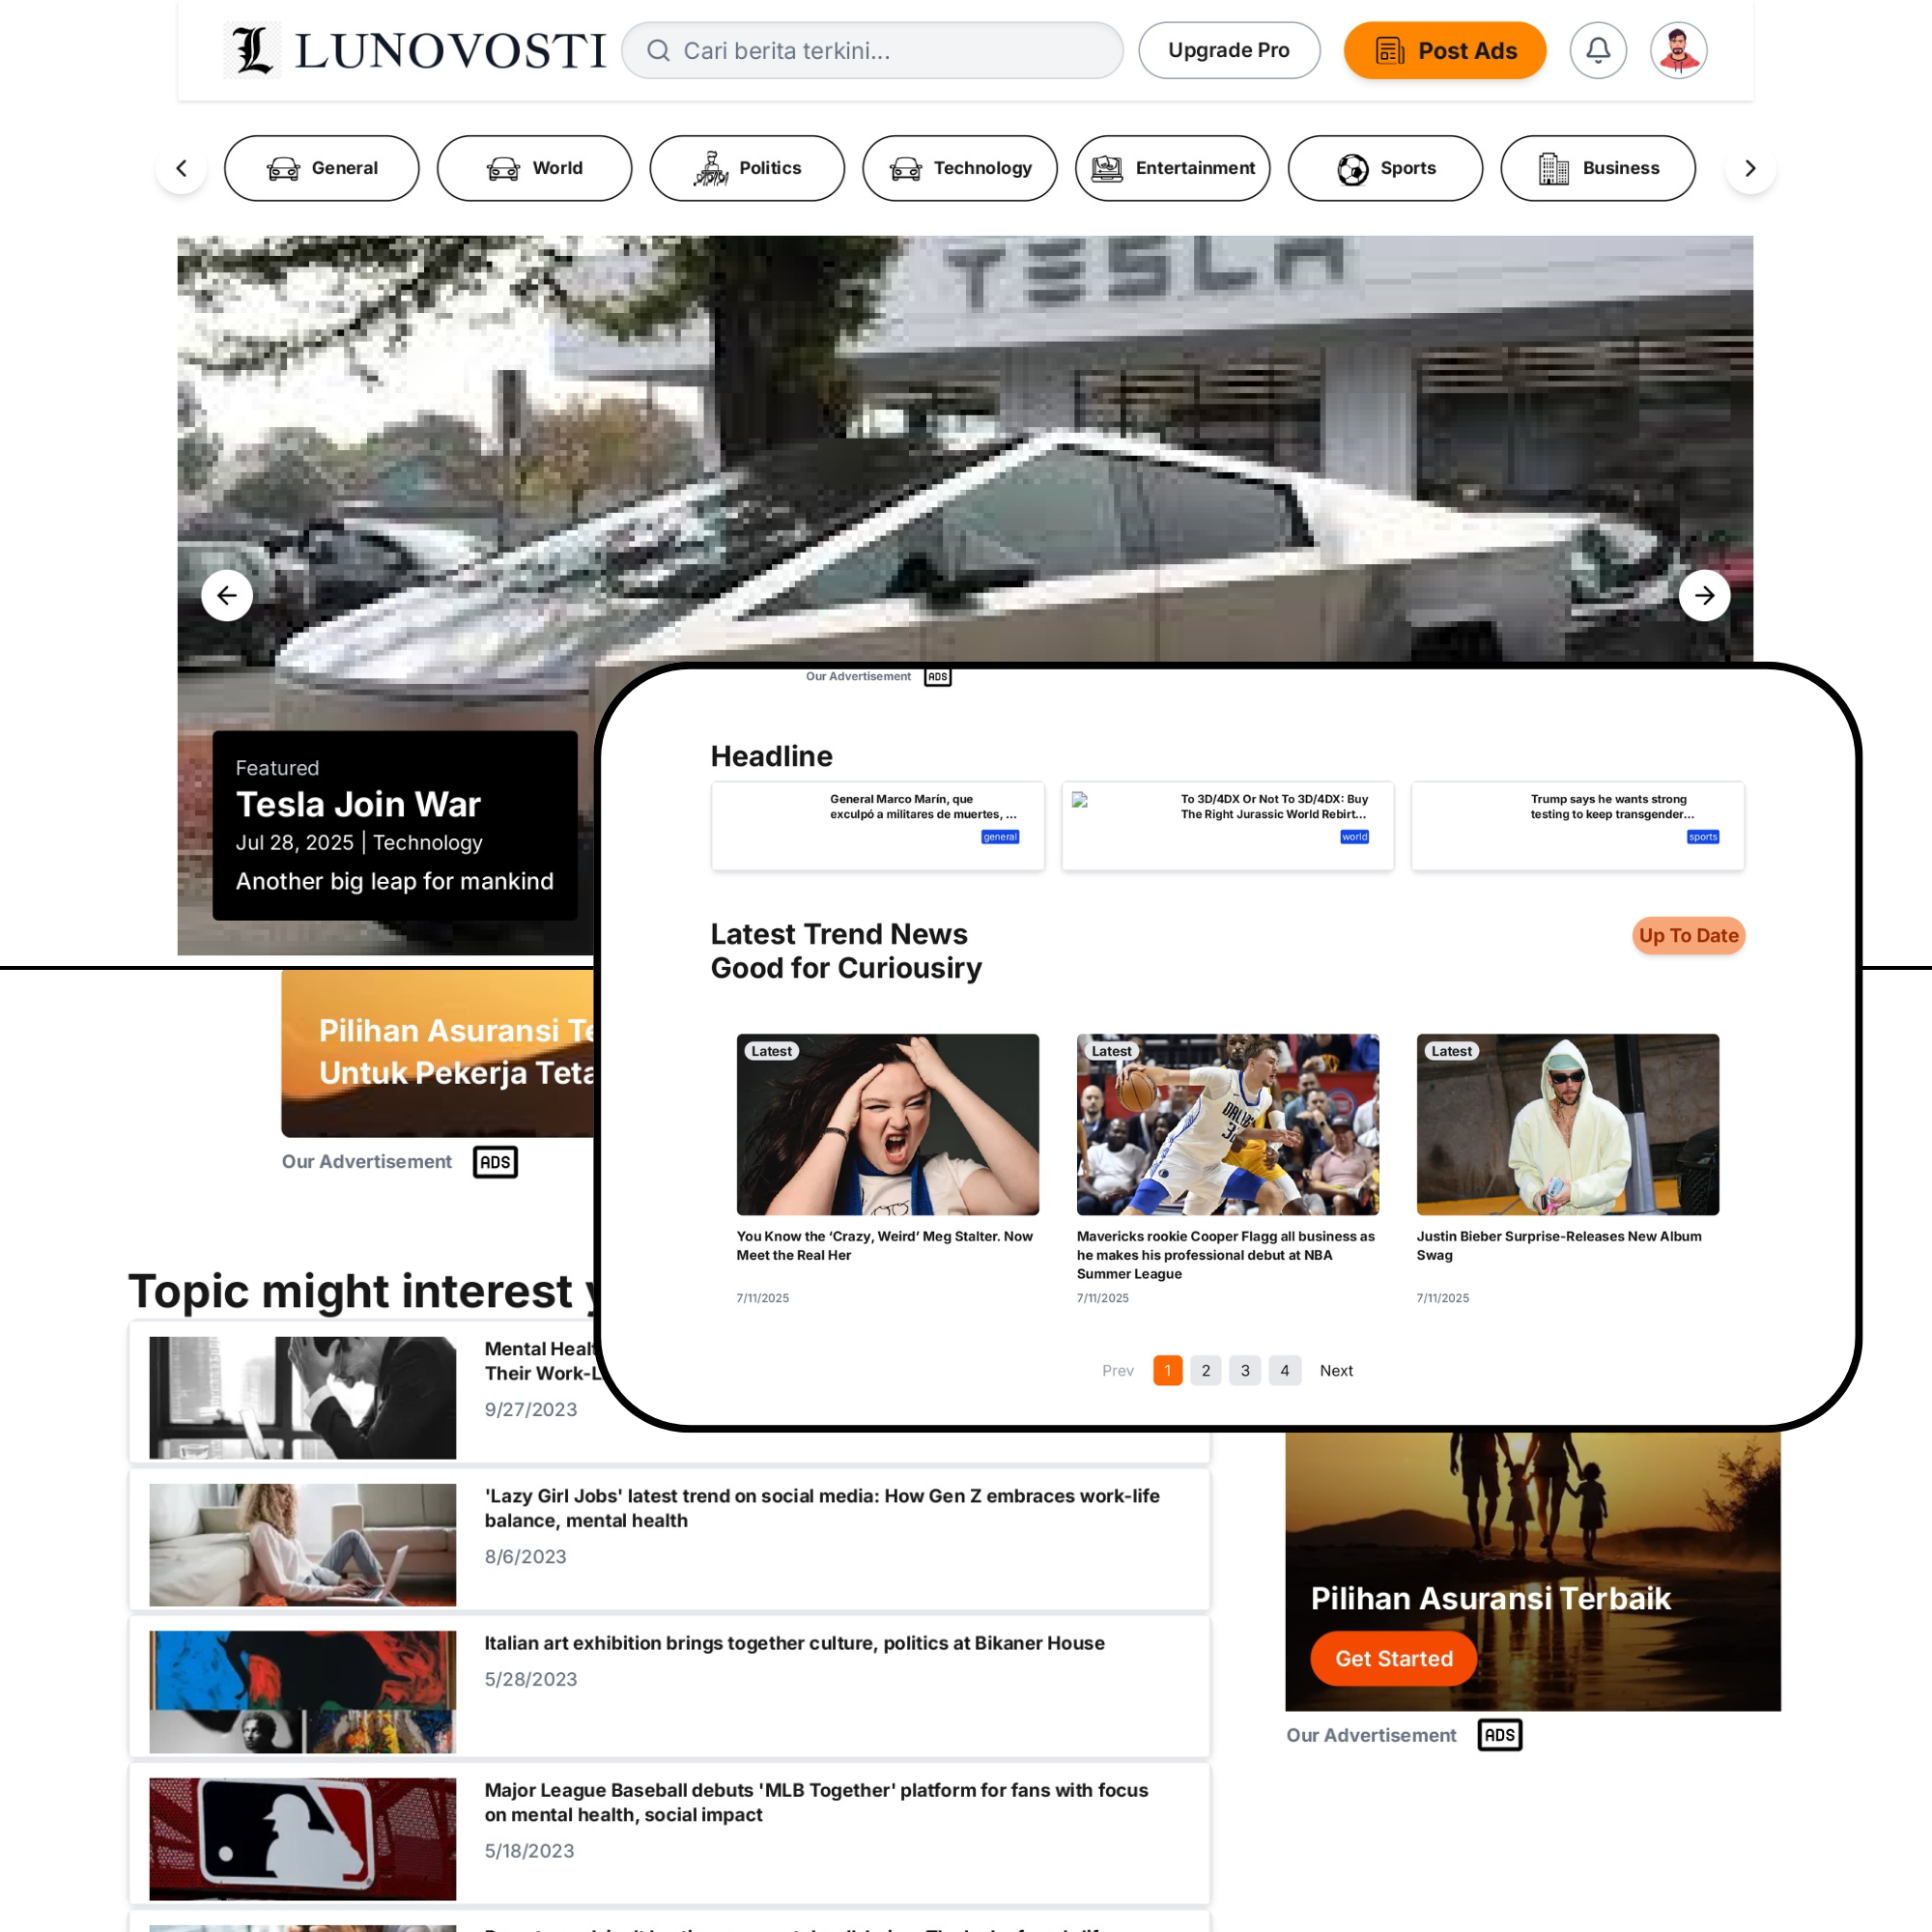 L LUNOVOSTI
Cari berita terkini...
Upgrade Pro
Post Ads
General
World
Politics
Technology
Entertainment
Sports
Business
TESLA
Featured
Tesla Join War
Jul 28, 2025 | Technology
Another big leap for mankind
Our Advertisement ADS
Headline
General Marco Marín, que
exculpó a militares de muertes, ...
general
To 3D/4DX Or Not To 3D/4DX: Buy
The Right Jurassic World Rebirt...
world
Trump says he wants strong
testing to keep transgender...
sports
Latest Trend News
Good for Curiousiry
Up To Date
Latest
You Know the ‘Crazy, Weird’ Meg Stalter. Now
Meet the Real Her
7/11/2025
Latest
DALLAS
Mavericks rookie Cooper Flagg all business as
he makes his professional debut at NBA
Summer League
7/11/2025
Latest
Justin Bieber Surprise-Releases New Album
Swag
7/11/2025
Prev 1 2 3 4 Next
Pilihan Asuransi Te
Untuk Pekerja Teta
Our Advertisement ADS
Topic might interest
Mental Healt
Their Work-L
9/27/2023
'Lazy Girl Jobs' latest trend on social media: How Gen Z embraces work-life
balance, mental health
8/6/2023
Italian art exhibition brings together culture, politics at Bikaner House
5/28/2023
Major League Baseball debuts 'MLB Together' platform for fans with focus
on mental health, social impact
5/18/2023
Pilihan Asuransi Terbaik
Get Started
Our Advertisement ADS